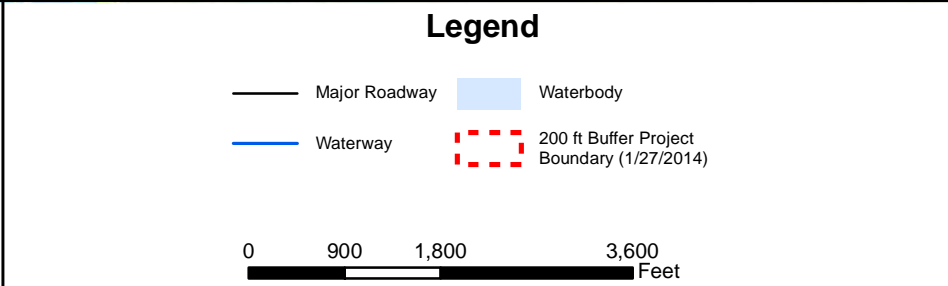 Legend
Major Roadway
Waterbody
Waterway
200 ft Buffer Project
Boundary (1/27/2014)
0 900 1,800 3,600
Feet